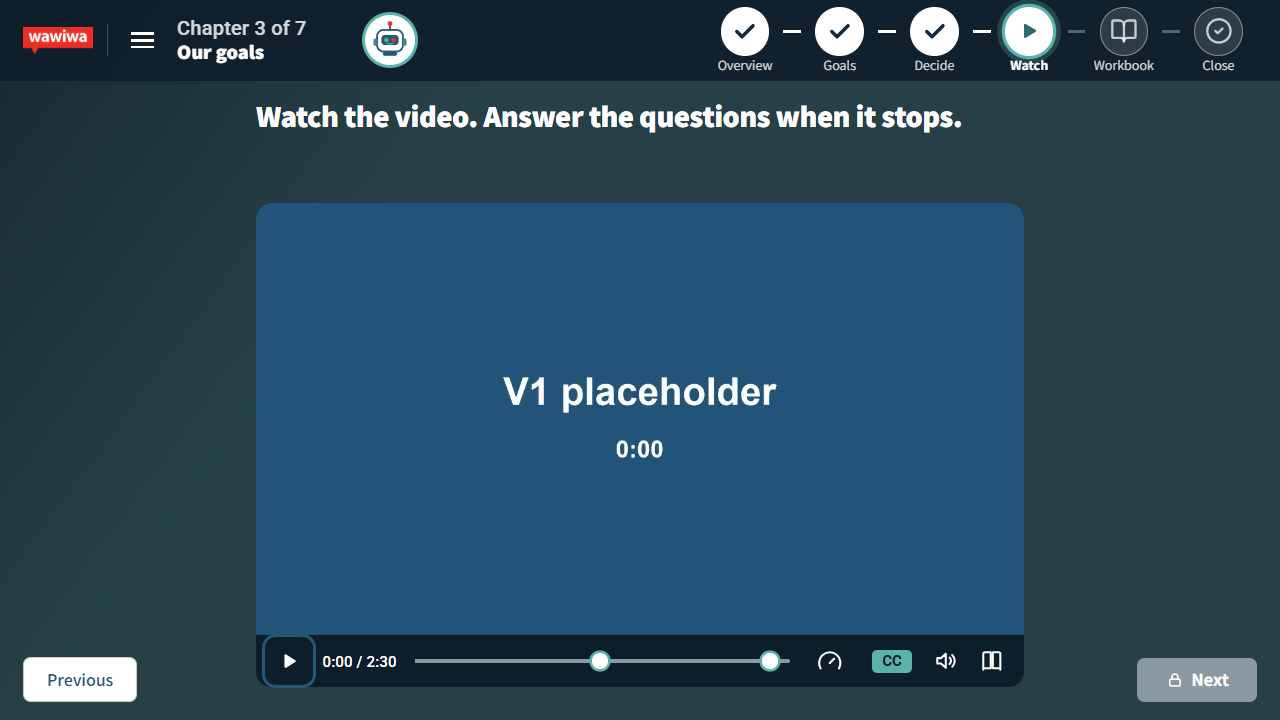 wawiwa
Chapter 3 of 7
Our goals
Overview
Goals
Decide
Watch
Workbook
Close
Watch the video. Answer the questions when it stops.
V1 placeholder
0:00
0:00 / 2:30
CC
Previous
Next